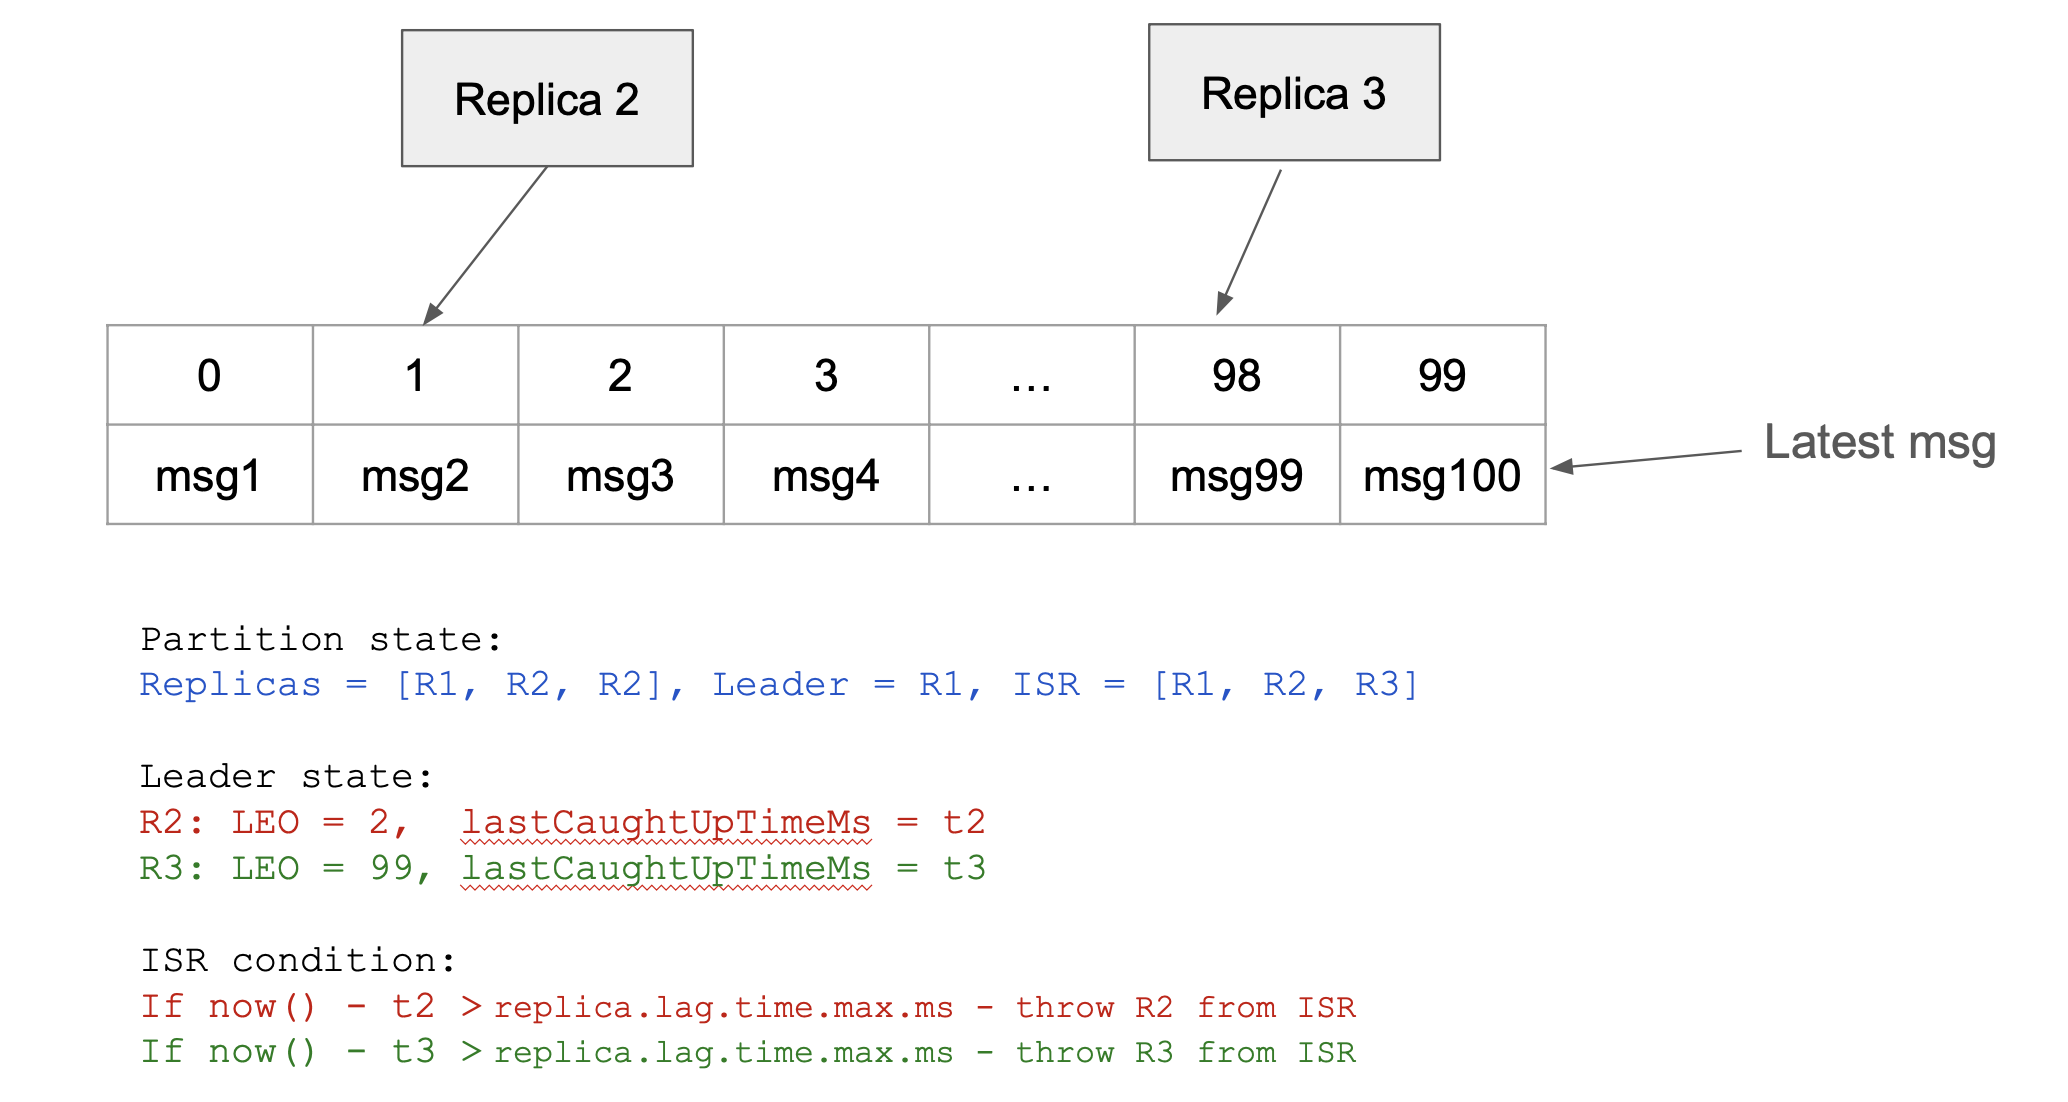 Replica 2
Replica 3
0 1 2 3 ... 98 99
msg1 msg2 msg3 msg4 ... msg99 msg100
Latest msg
Partition state:
Replicas = [R1, R2, R2], Leader = R1, ISR = [R1, R2, R3]
Leader state:
R2: LEO = 2, lastCaughtUpTimeMs = t2
R3: LEO = 99, lastCaughtUpTimeMs = t3
ISR condition:
If now() - t2 > replica.lag.time.max.ms - throw R2 from ISR
If now() - t3 > replica.lag.time.max.ms - throw R3 from ISR